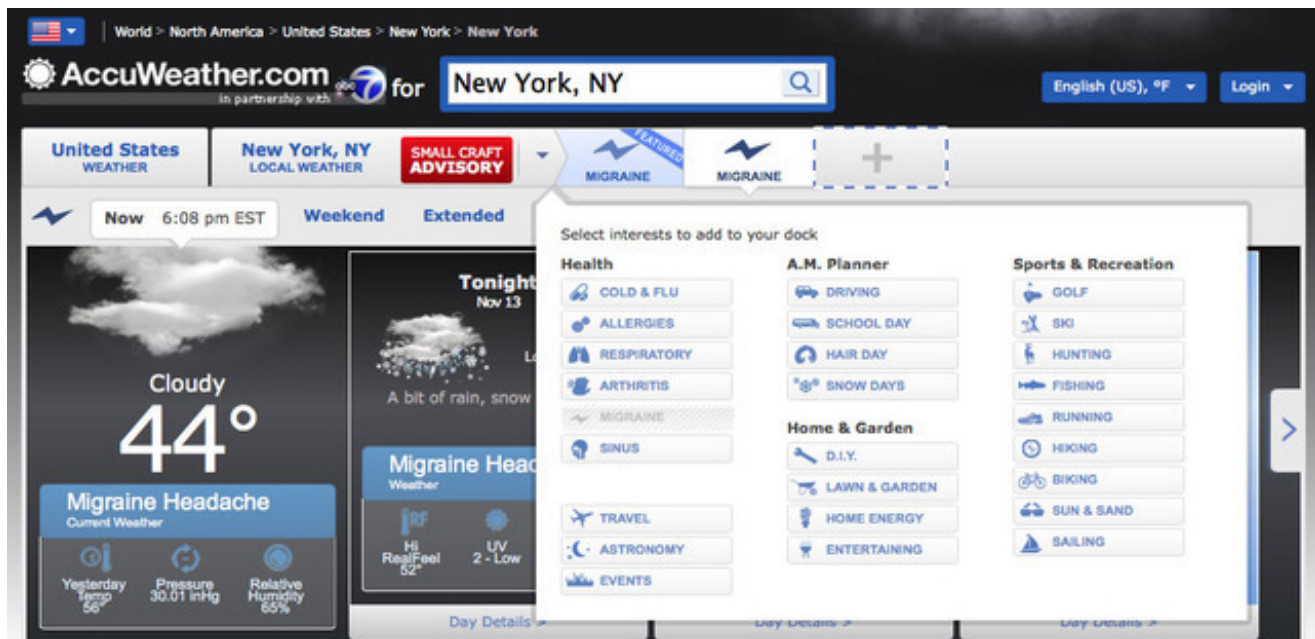 World > North America > United States > New York > New York
AccuWeather.com
in partnership with abc 7 for
New York, NY
English (US), °F
Login
United States
WEATHER
New York, NY
LOCAL WEATHER
SMALL CRAFT
ADVISORY
FEATURED
MIGRAINE
MIGRAINE
+
Now 6:08 pm EST
Weekend
Extended
Select interests to add to your dock
Health
COLD & FLU
ALLERGIES
RESPIRATORY
ARTHRITIS
MIGRAINE
SINUS
TRAVEL
ASTRONOMY
EVENTS
A.M. Planner
DRIVING
SCHOOL DAY
HAIR DAY
SNOW DAYS
Home & Garden
D.I.Y.
LAWN & GARDEN
HOME ENERGY
ENTERTAINING
Sports & Recreation
GOLF
SKI
HUNTING
FISHING
RUNNING
HIKING
BIKING
SUN & SAND
SAILING
Cloudy
44°
Migraine Headache
Current Weather
Yesterday
Temp
56°
Pressure
30.01 inHg
Relative
Humidity
65%
Tonight
Nov 13
Lo
A bit of rain, snow
Migraine Head
Weather
RF
Hi
RealFeel
52°
UV
2 - Low
Day Details >
Day Details >
Day Details >